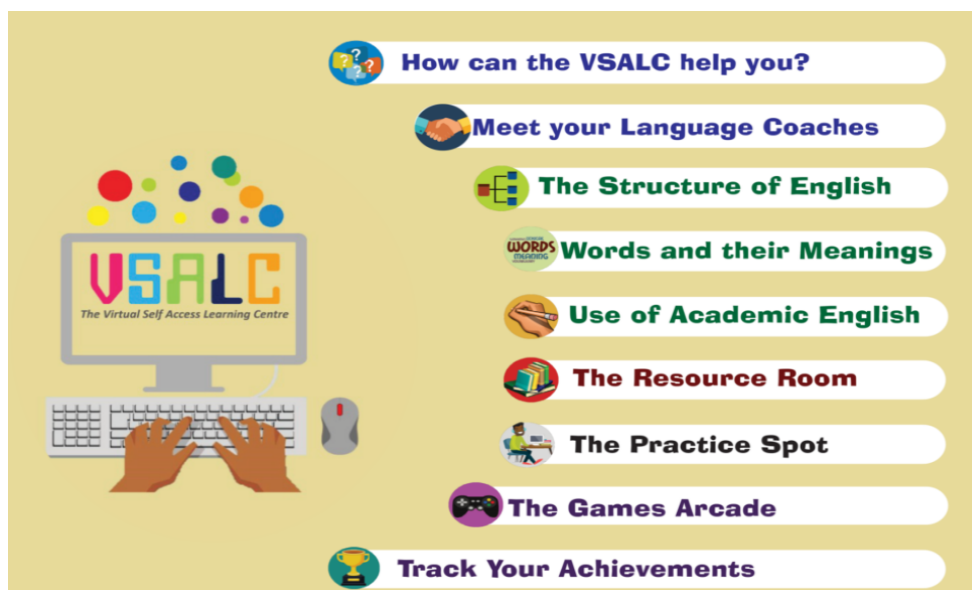 How can the VSALC help you?
Meet your Language Coaches
The Structure of English
WORDS
MEANING
Words and their Meanings
Use of Academic English
The Resource Room
The Practice Spot
The Games Arcade
Track Your Achievements
VSALC
The Virtual Self Access Learning Centre